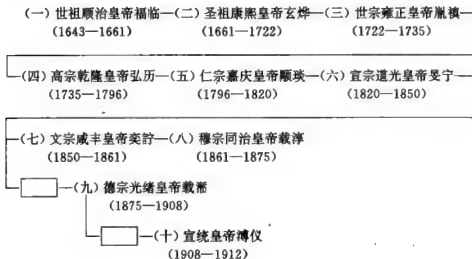 (一)世祖顺治皇帝福临—(二)圣祖康熙皇帝玄烨—(三)世宗雍正皇帝胤禛
(1643—1661) (1661—1722) (1722—1735)
(四)高宗乾隆皇帝弘历—(五)仁宗嘉庆皇帝颙琰—(六)宣宗道光皇帝旻宁
(1735—1796) (1796—1820) (1820—1850)
(七)文宗咸丰皇帝奕詝—(八)穆宗同治皇帝载淳
(1850—1861) (1861—1875)
(九)德宗光绪皇帝载湉
(1875—1908)
(十)宣统皇帝溥仪
(1908—1912)